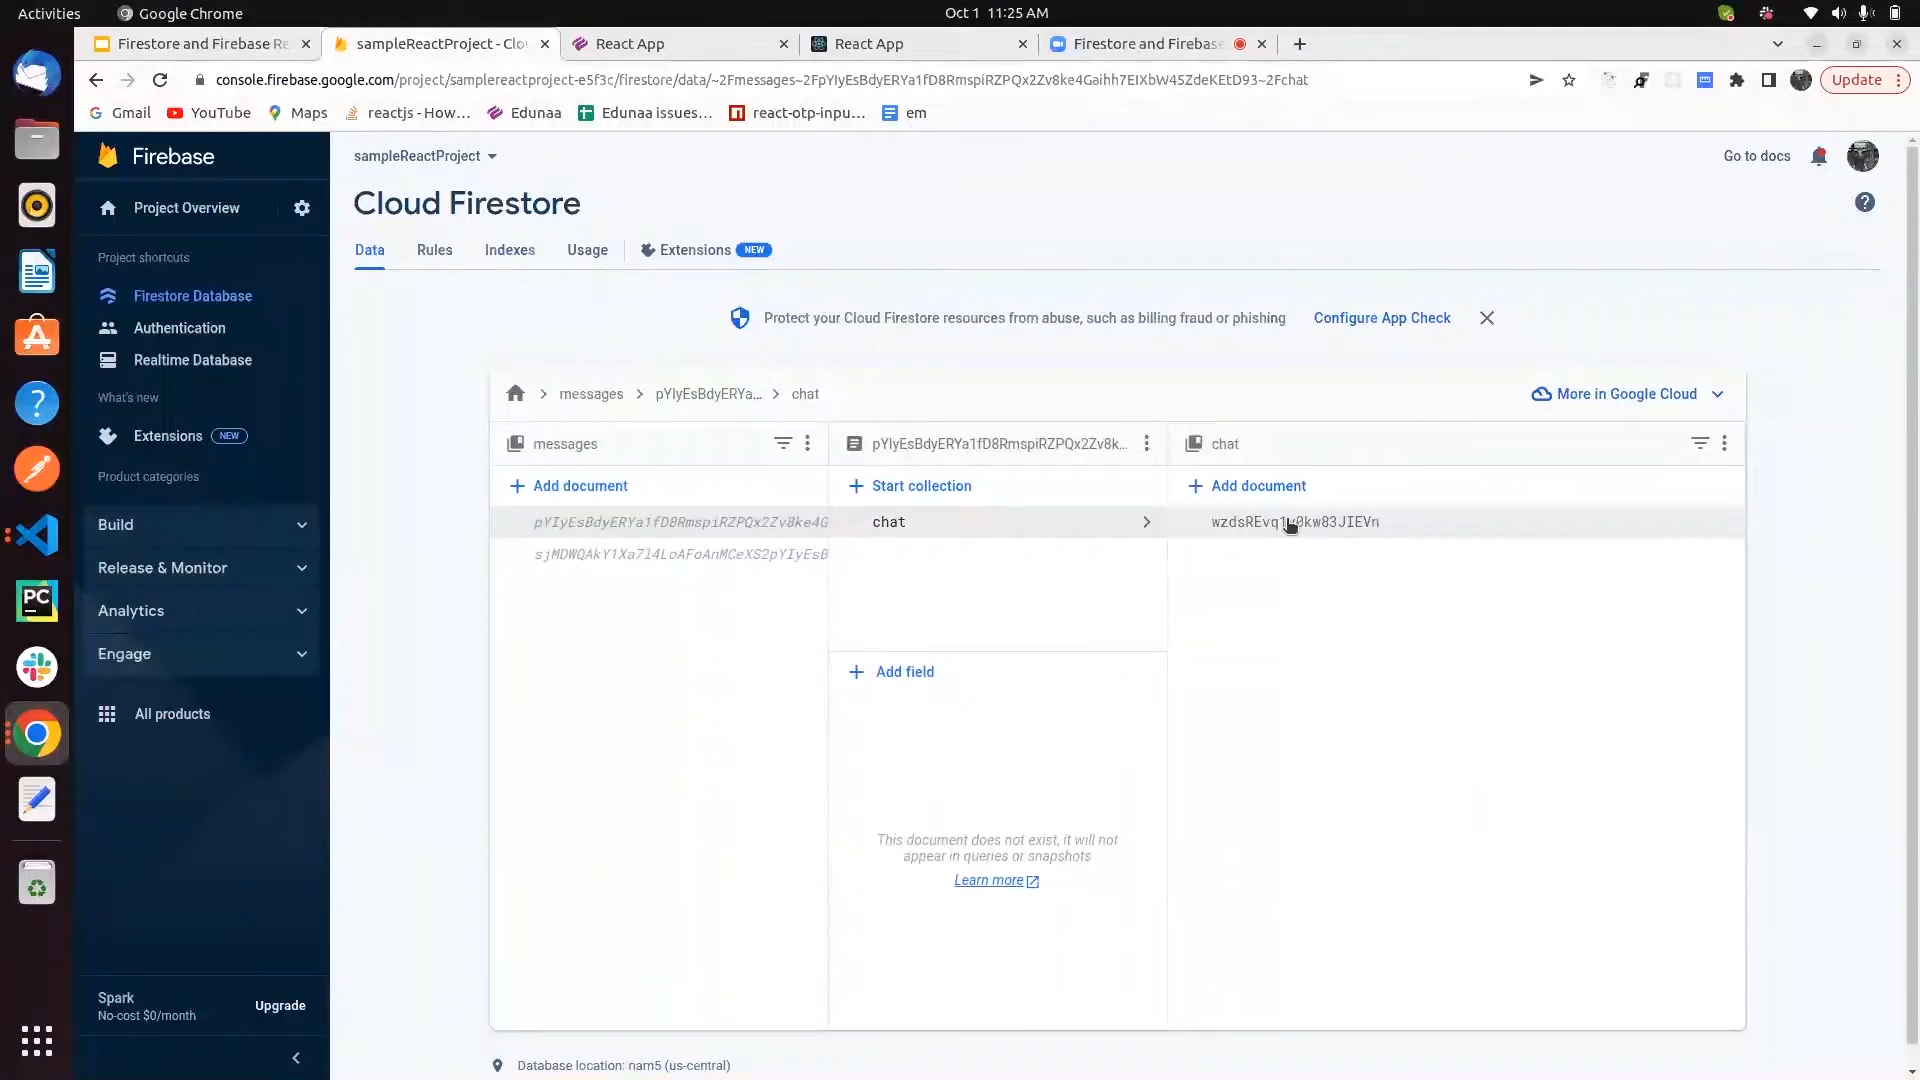 Activities
Google Chrome
Oct 1 11:25 AM
Firestore and Firebase Re
sampleReactProject - Clo
React App
React App
Firestore and Firebase
console.firebase.google.com/project/samplereactproject-e5f3c/firestore/data/~2Fmessages~2FpYIyEsBdyERYa1fD8RmspiRZPQx2Zv8ke4Gaihh7EIXbW45ZdeKEtD93~2Fchat
Update
Gmail
YouTube
Maps
reactjs - How...
Edunaa
Edunaa issues...
react-otp-inpu...
em
Firebase
sampleReactProject
Go to docs
Project Overview
Cloud Firestore
Data
Rules
Indexes
Usage
Extensions NEW
Project shortcuts
Firestore Database
Authentication
Realtime Database
What's new
Extensions NEW
Product categories
Build
Release & Monitor
Analytics
Engage
All products
Spark
No-cost $0/month
Upgrade
Protect your Cloud Firestore resources from abuse, such as billing fraud or phishing
Configure App Check
messages > pYIyEsBdyERYa... > chat
More in Google Cloud
messages
pYIyEsBdyERYa1fD8RmspiRZPQx2Zv8k...
chat
+ Add document
+ Start collection
+ Add document
pYIyEsBdyERYa1fD8RmspiRZPQx2Zv8ke4G
chat
sjMDWQAkY1Xa7l4LoAFoAnMCeXS2pYIyEsB
+ Add field
This document does not exist, it will not
appear in queries or snapshots
Learn more
Database location: nam5 (us-central)
PC